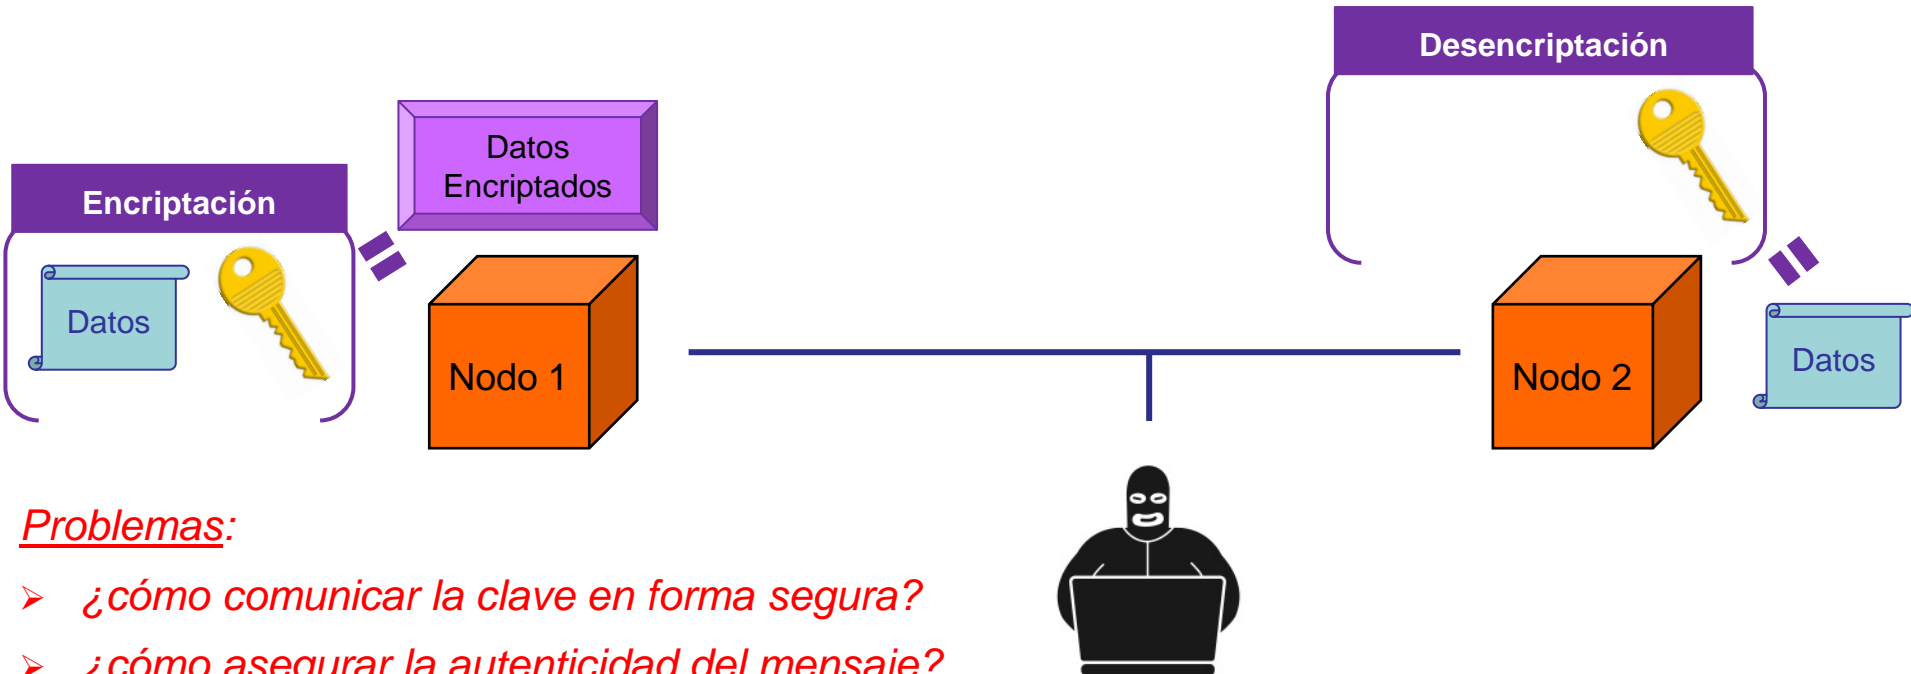 Desencriptación
Datos
Encriptados
Encriptación
Datos
Nodo 1
Nodo 2
Datos
Problemas:
➢ ¿cómo comunicar la clave en forma segura?
➢ ¿cómo asegurar la autenticidad del mensaje?